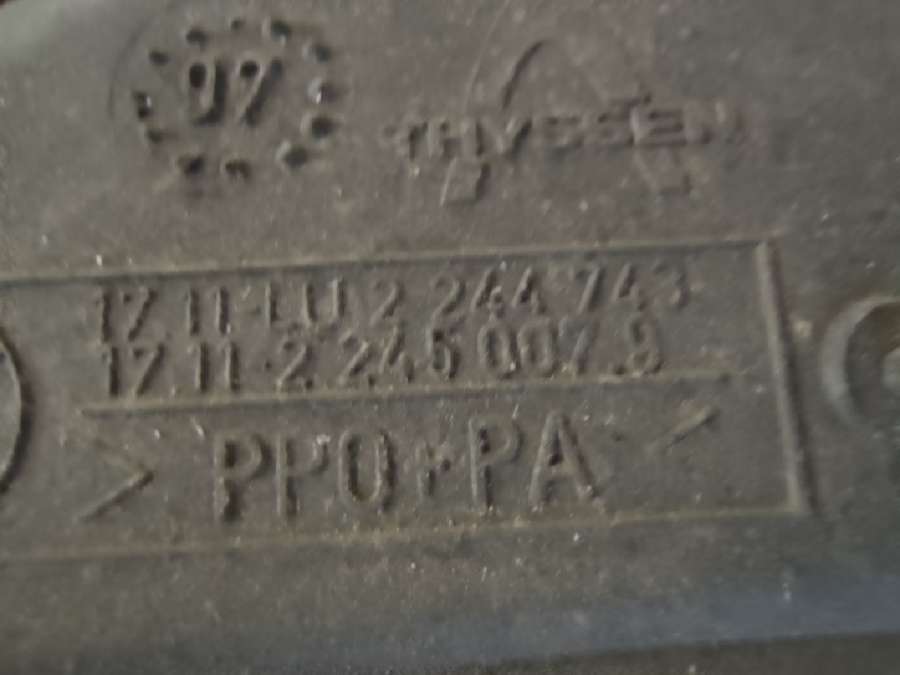 97
THYSSEN
17.11-LU 2 244 743
17.11-2 245 007.9
> PPO+PA <